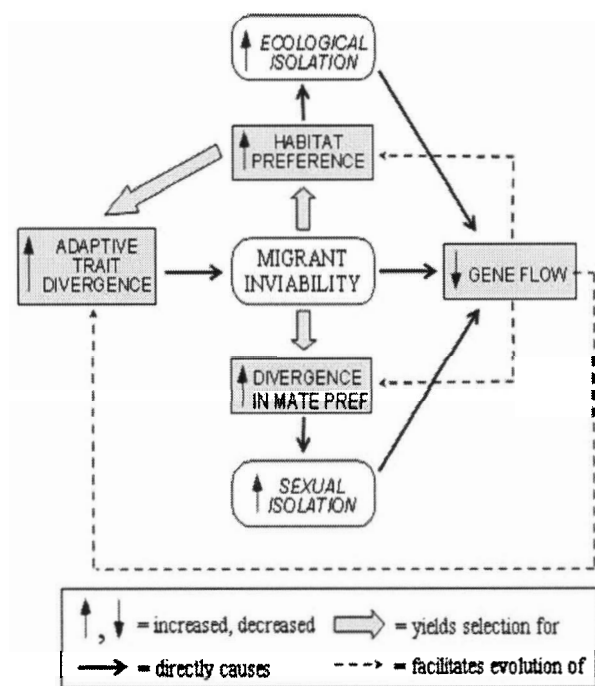 ECOLOGICAL
ISOLATION
HABITAT
PREFERENCE
ADAPTIVE
TRAIT
DIVERGENCE
MIGRANT
INVIABILITY
GENE FLOW
DIVERGENCE
IN MATE PREF
SEXUAL
ISOLATION
, = increased, decreased
= yields selection for
= directly causes
= facilitates evolution of